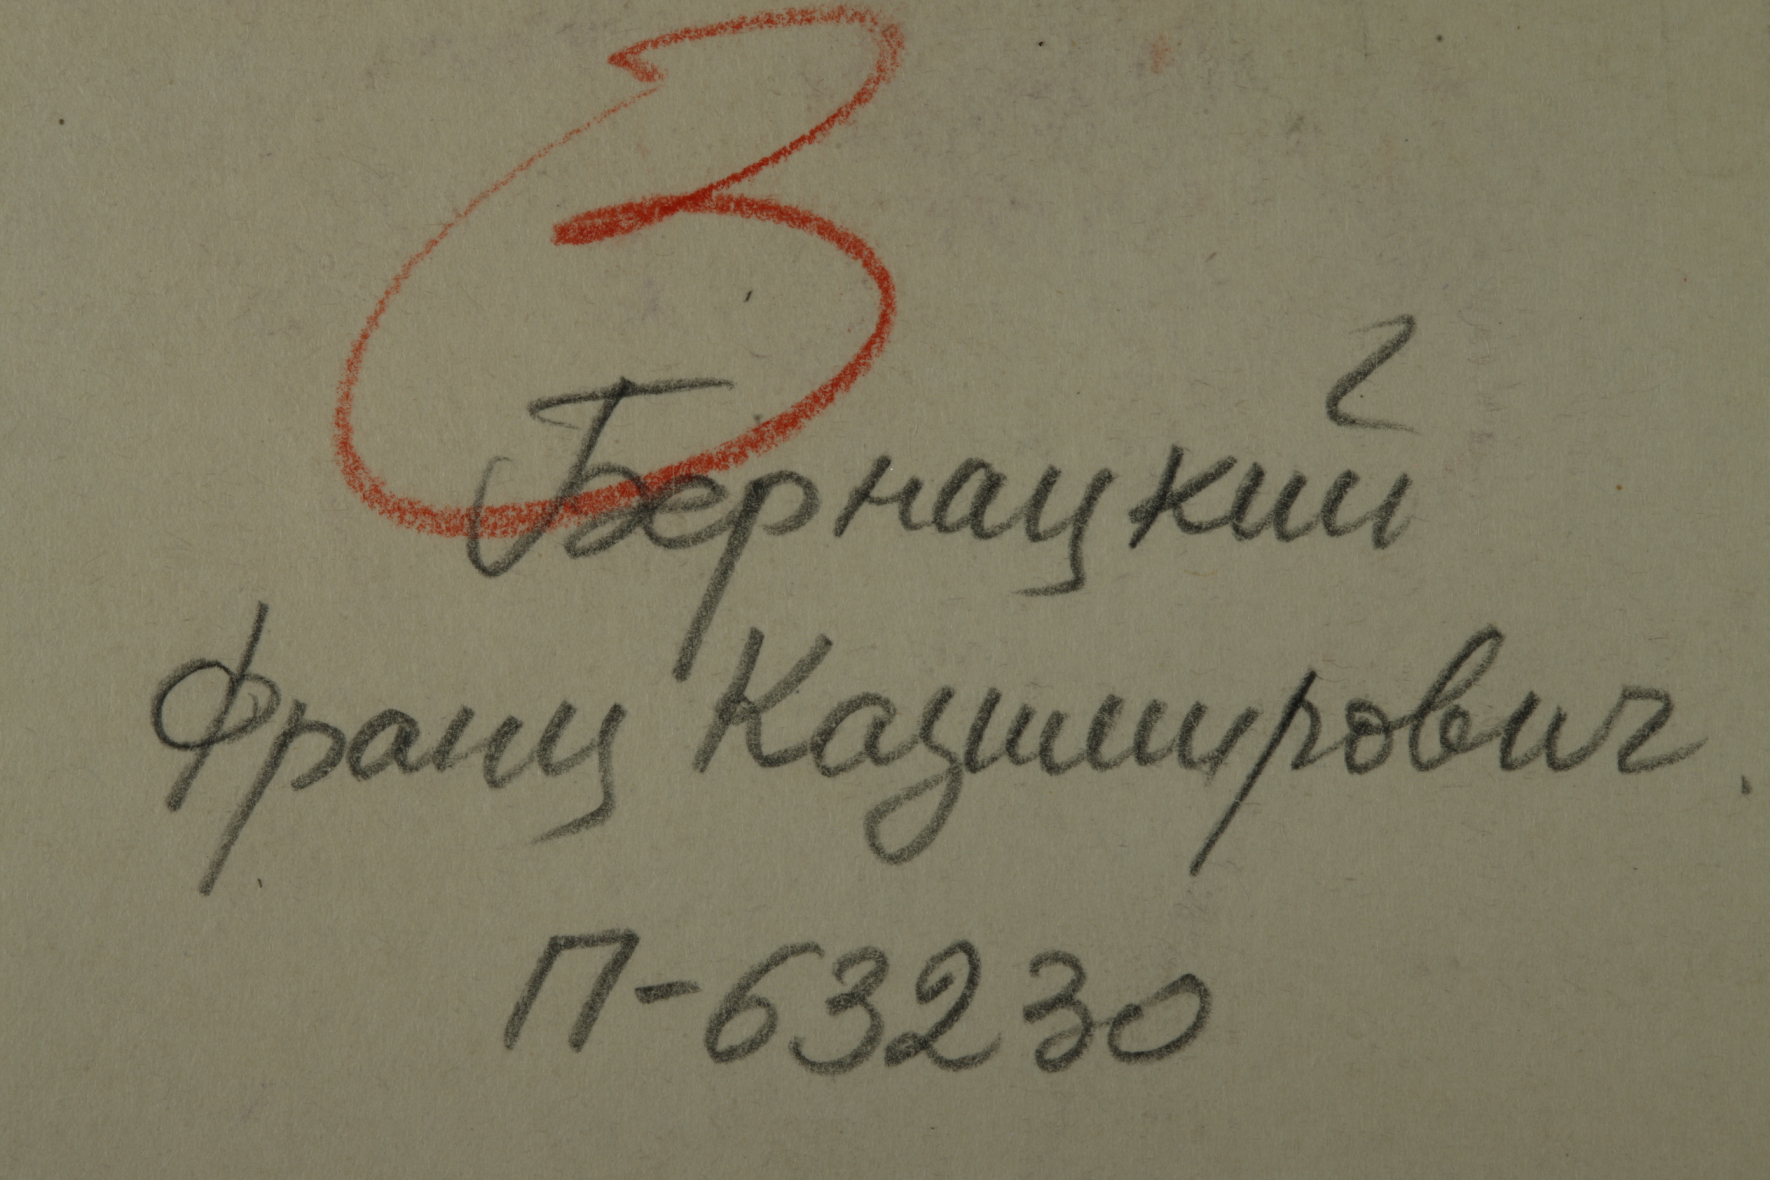 3
Бернацкий
Франц Казимирович.
П-63230